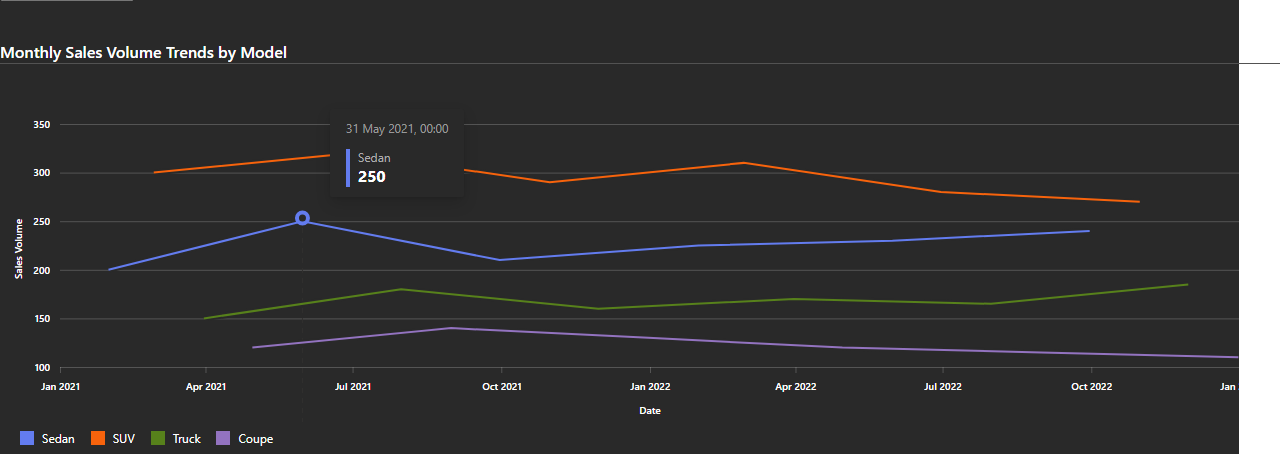 Monthly Sales Volume Trends by Model
350
31 May 2021, 00:00
Sedan
250
300
250
Sales Volume
200
150
100
Jan 2021 Apr 2021 Jul 2021 Oct 2021 Jan 2022 Apr 2022 Jul 2022 Oct 2022 Jan
Date
Sedan SUV Truck Coupe